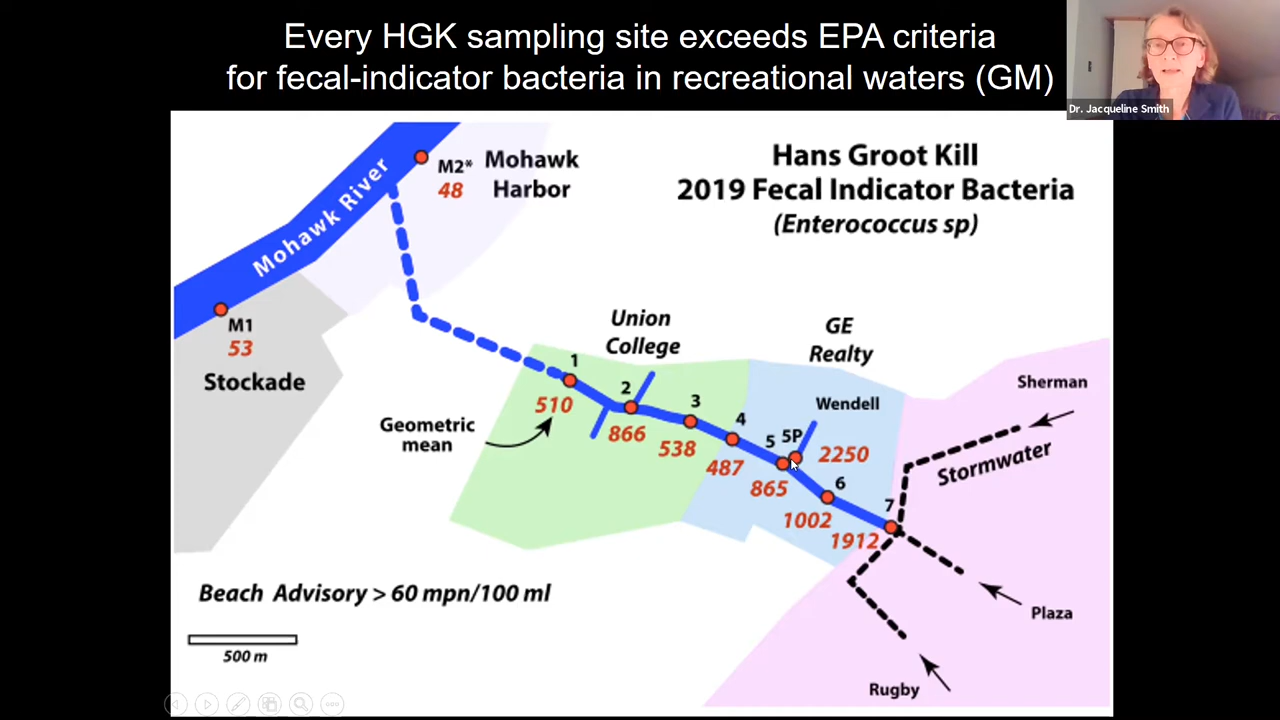 Every HGK sampling site exceeds EPA criteria
for fecal-indicator bacteria in recreational waters (GM)
Dr. Jacqueline Smith
Hans Groot Kill
2019 Fecal Indicator Bacteria
(Enterococcus sp)
Mohawk River
M2*
48
Mohawk
Harbor
M1
53
Stockade
Union
College
GE
Realty
Geometric
mean
1
510
2
866
3
538
4
487
5
865
5P
2250
Wendell
6
1002
7
1912
Sherman
Stormwater
Plaza
Rugby
Beach Advisory > 60 mpn/100 ml
500 m